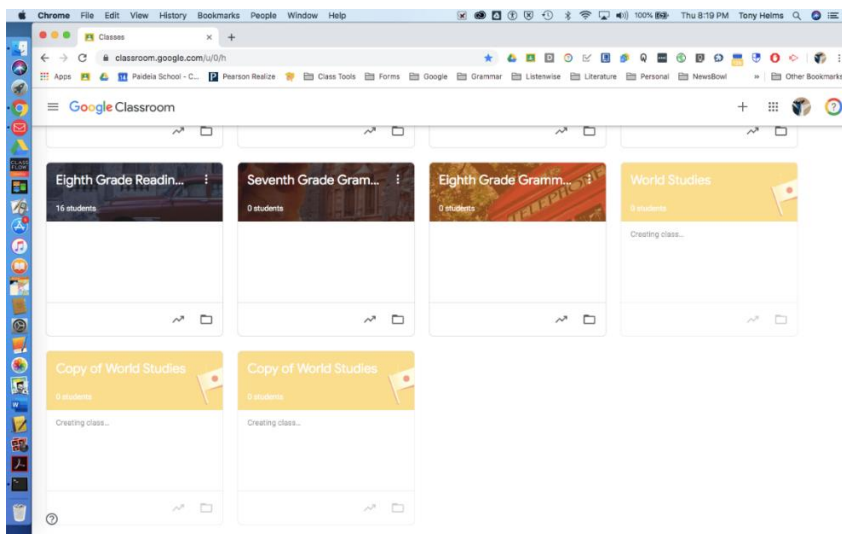 Chrome File Edit View History Bookmarks People Window Help 100% Thu 8:19 PM Tony Helms
Classes
classroom.google.com/u/0/h
Apps Paideia School - C... Pearson Realize Class Tools Forms Google Grammar Listenwise Literature Personal NewsBowl » Other Bookmarks
Google Classroom
Eighth Grade Readin... Seventh Grade Gram... Eighth Grade Gramm... World Studies
16 students 0 students 0 students 0 students
Creating class...
Copy of World Studies Copy of World Studies
0 students 0 students
Creating class... Creating class...